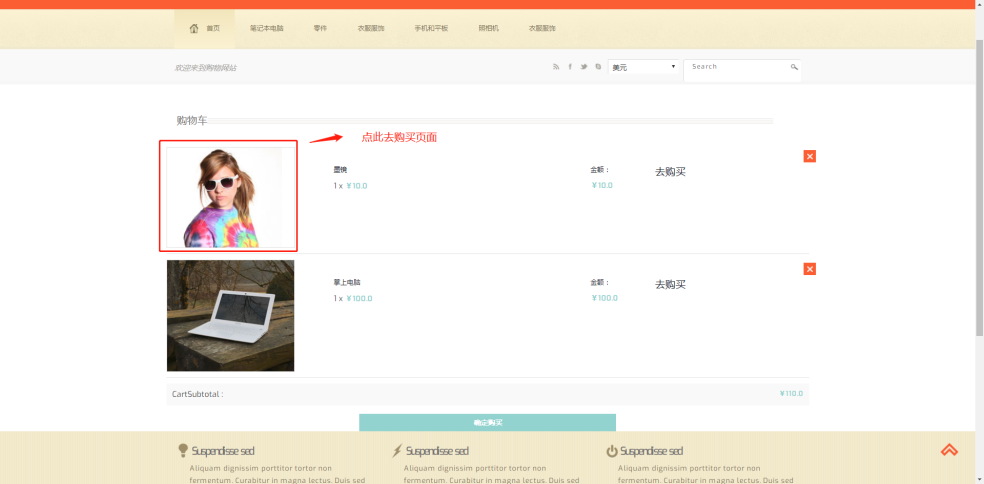 首页 笔记本电脑 零件 衣服服饰 手机和平板 照相机 衣服服饰
欢迎来到购物网站 美元 Search
购物车
点此去购买页面
墨镜 金额： 去购买
1 x ￥10.0 ￥10.0
掌上电脑 金额： 去购买
1 x ￥100.0 ￥100.0
CartSubtotal : ￥110.0
确定购买
Suspendisse sed Suspendisse sed Suspendisse sed
Aliquam dignissim porttitor tortor non Aliquam dignissim porttitor tortor non Aliquam dignissim porttitor tortor non
fermentum. Curabitur in magna lectus. Duis sed fermentum. Curabitur in magna lectus. Duis sed fermentum. Curabitur in magna lectus. Duis sed